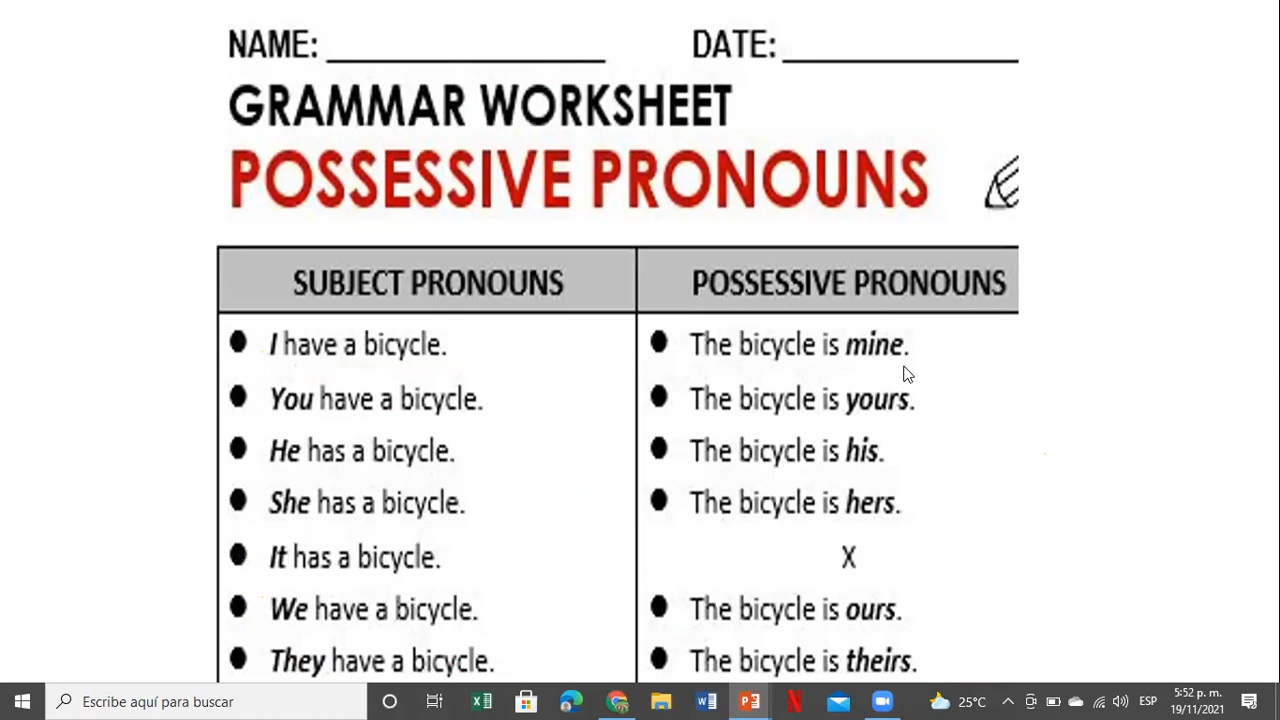 NAME: ____________________ DATE: ____________________
GRAMMAR WORKSHEET
POSSESSIVE PRONOUNS
SUBJECT PRONOUNS POSSESSIVE PRONOUNS
● I have a bicycle. ● The bicycle is mine.
● You have a bicycle. ● The bicycle is yours.
● He has a bicycle. ● The bicycle is his.
● She has a bicycle. ● The bicycle is hers.
● It has a bicycle. X
● We have a bicycle. ● The bicycle is ours.
● They have a bicycle. ● The bicycle is theirs.
Escribe aquí para buscar 25°C ESP 5:52 p. m.
19/11/2021